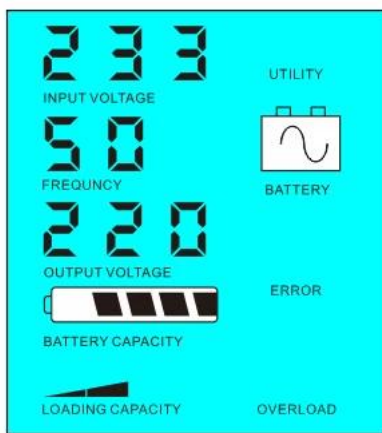 233
UTILITY
INPUT VOLTAGE
50
FREQUNCY
BATTERY
220
OUTPUT VOLTAGE
ERROR
BATTERY CAPACITY
LOADING CAPACITY
OVERLOAD